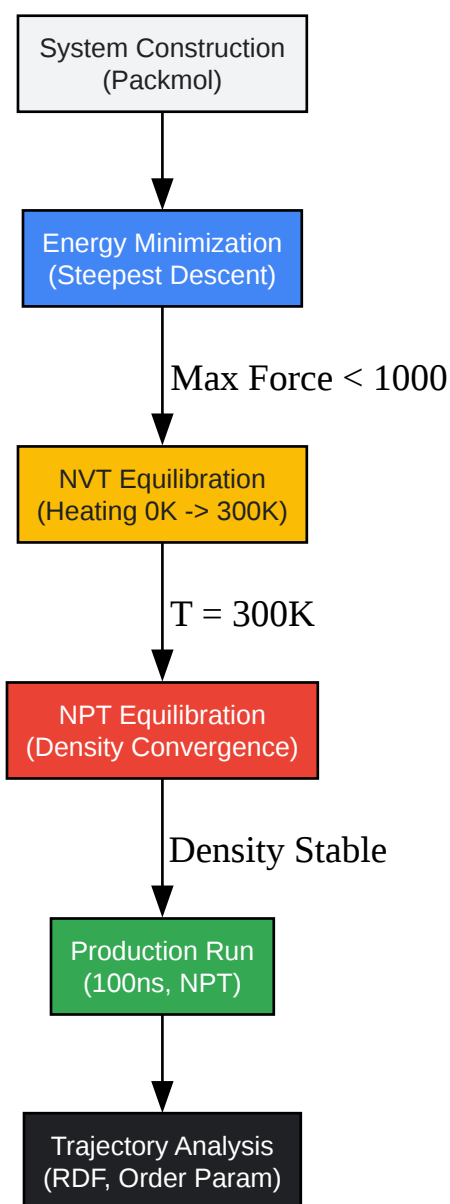 System Construction
(Packmol)
Energy Minimization
(Steepest Descent)
Max Force < 1000
NVT Equilibration
(Heating 0K -> 300K)
T = 300K
NPT Equilibration
(Density Convergence)
Density Stable
Production Run
(100ns, NPT)
Trajectory Analysis
(RDF, Order Param)